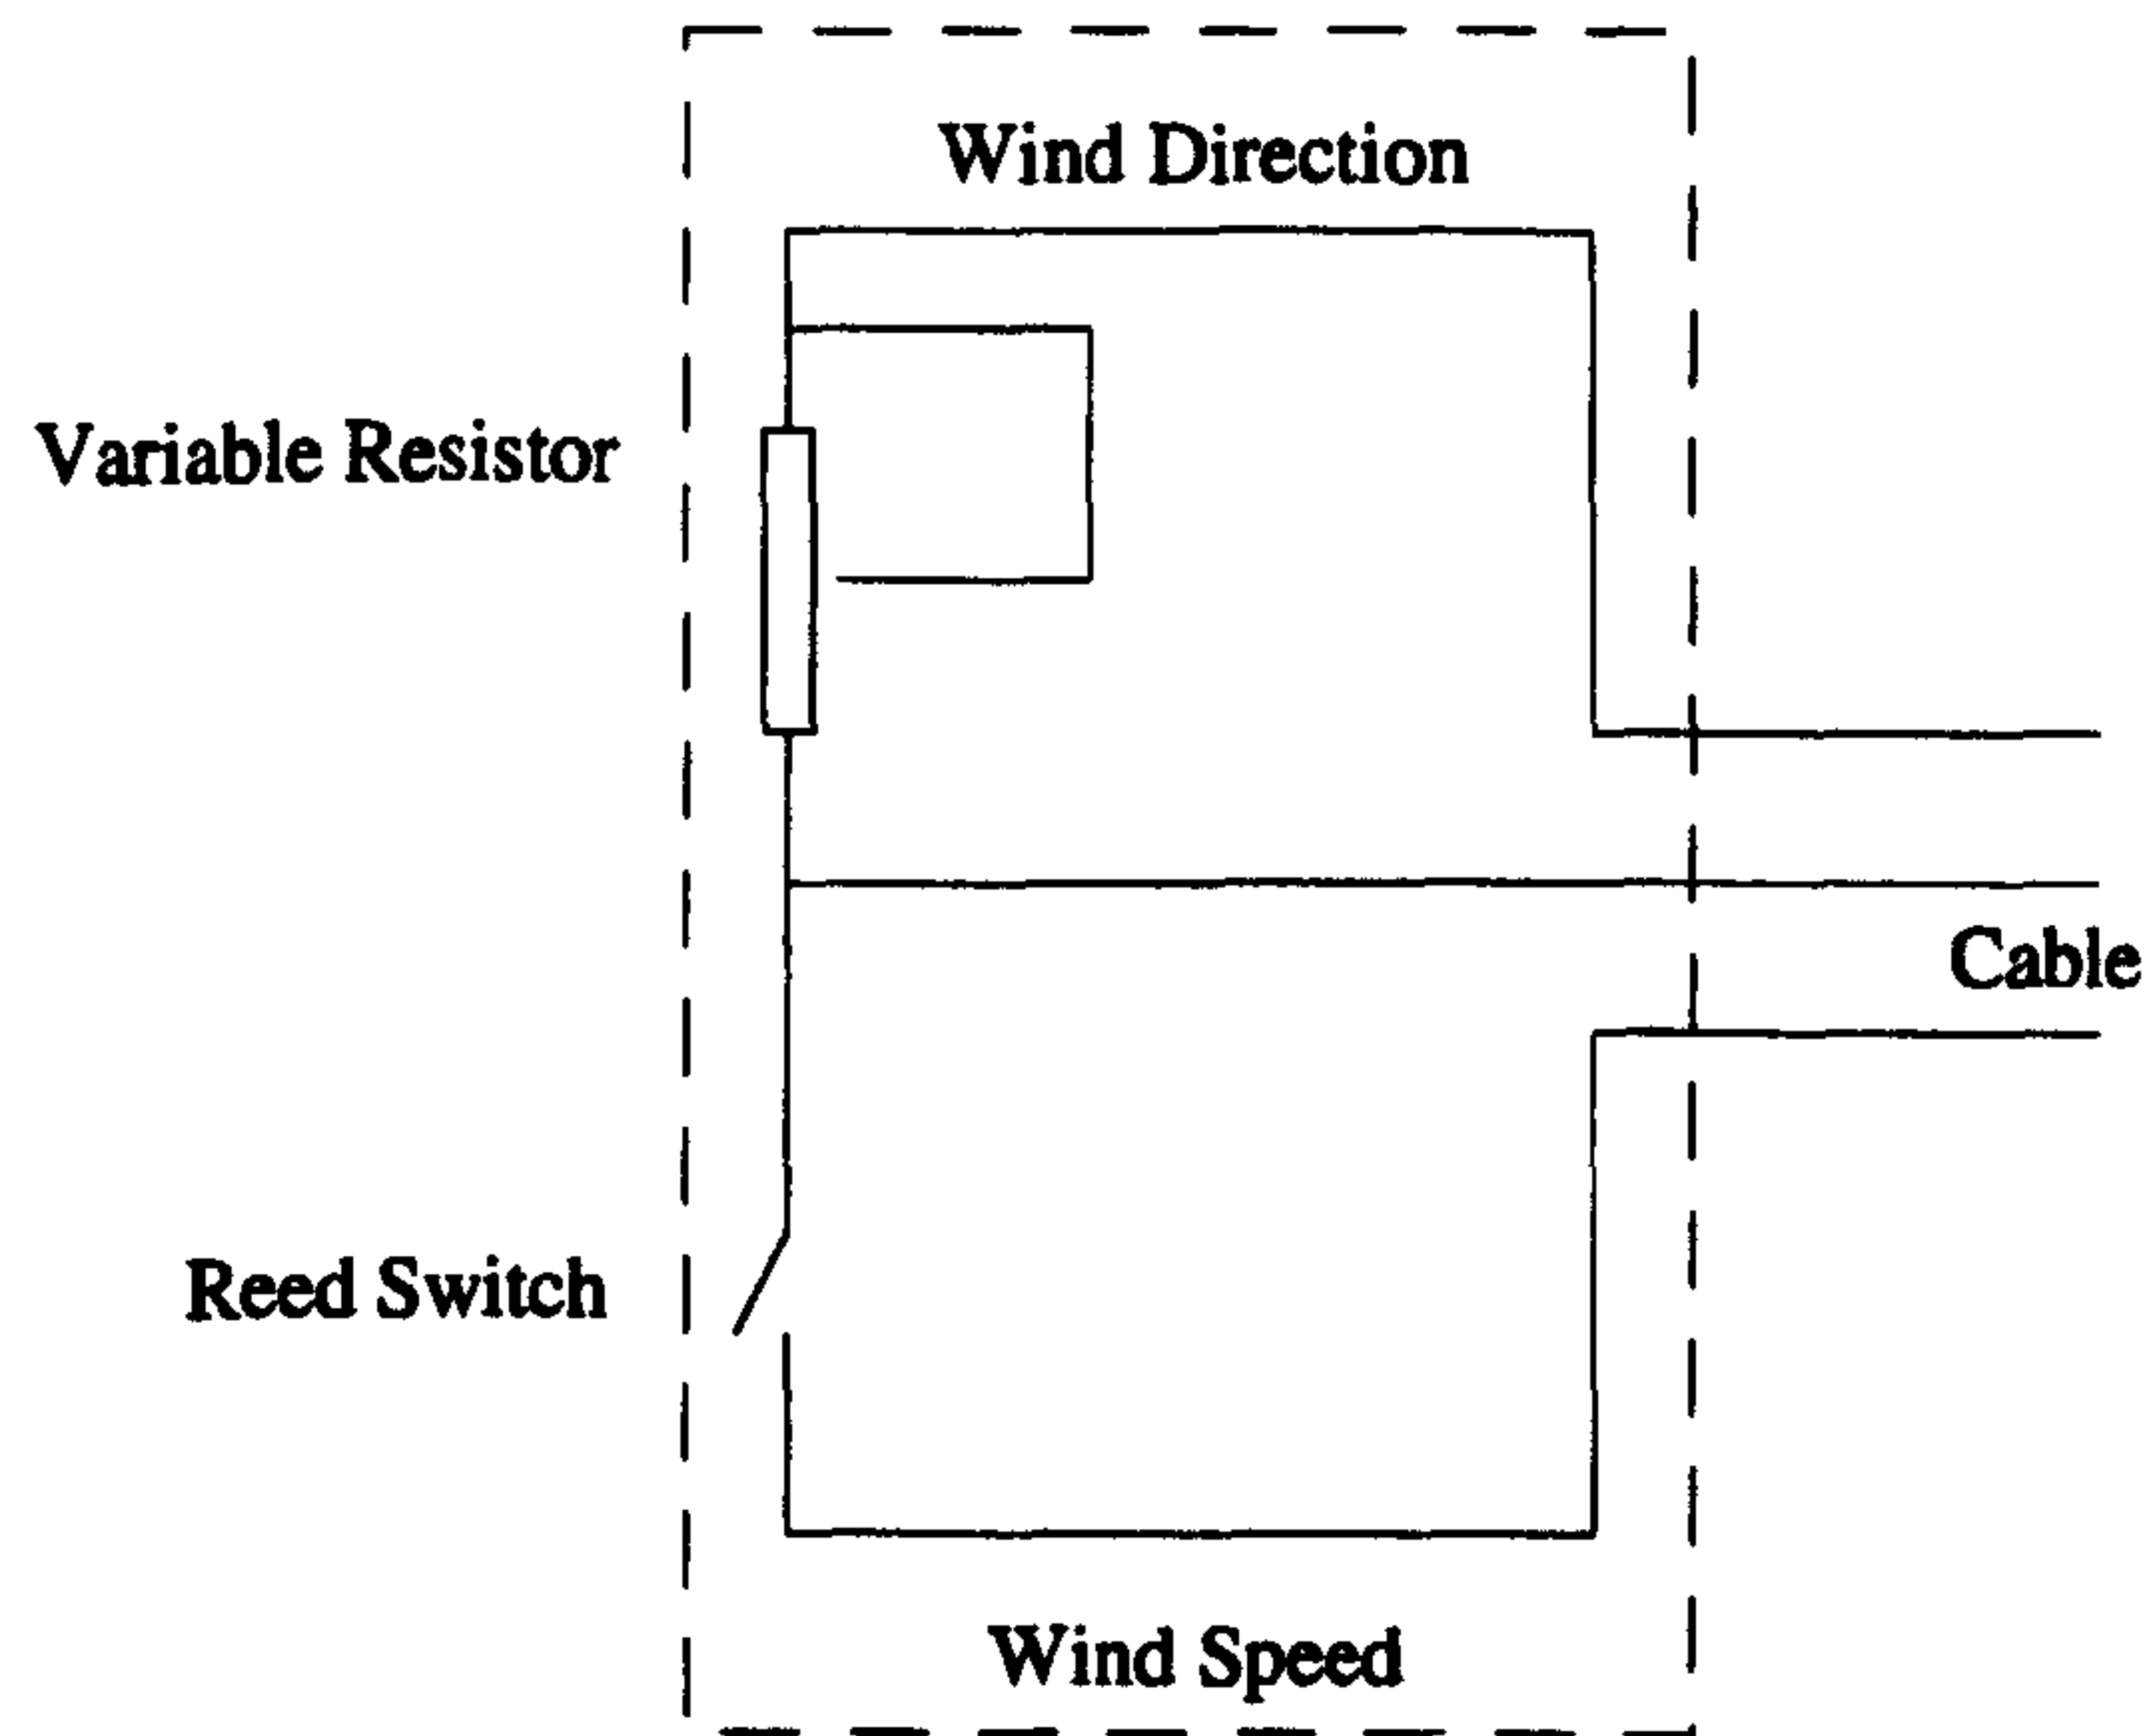 Wind Direction
Variable Resistor
Cable
Reed Switch
Wind Speed